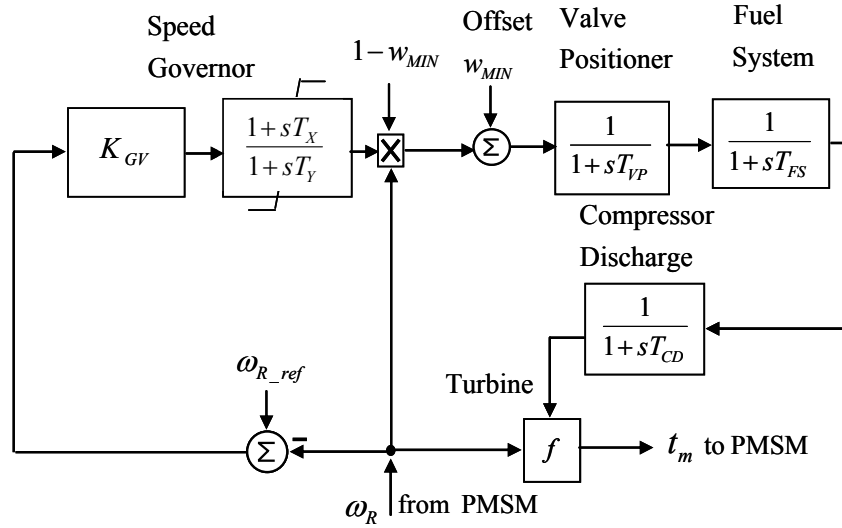 Speed
Governor
1 − w_MIN
Offset
w_MIN
Valve
Positioner
Fuel
System
K_GV
1 + sT_X
1 + sT_Y
X
Σ
1
1 + sT_VP
1
1 + sT_FS
Compressor
Discharge
1
1 + sT_CD
ω_R_ref
Turbine
Σ
−
f
t_m to PMSM
ω_R from PMSM